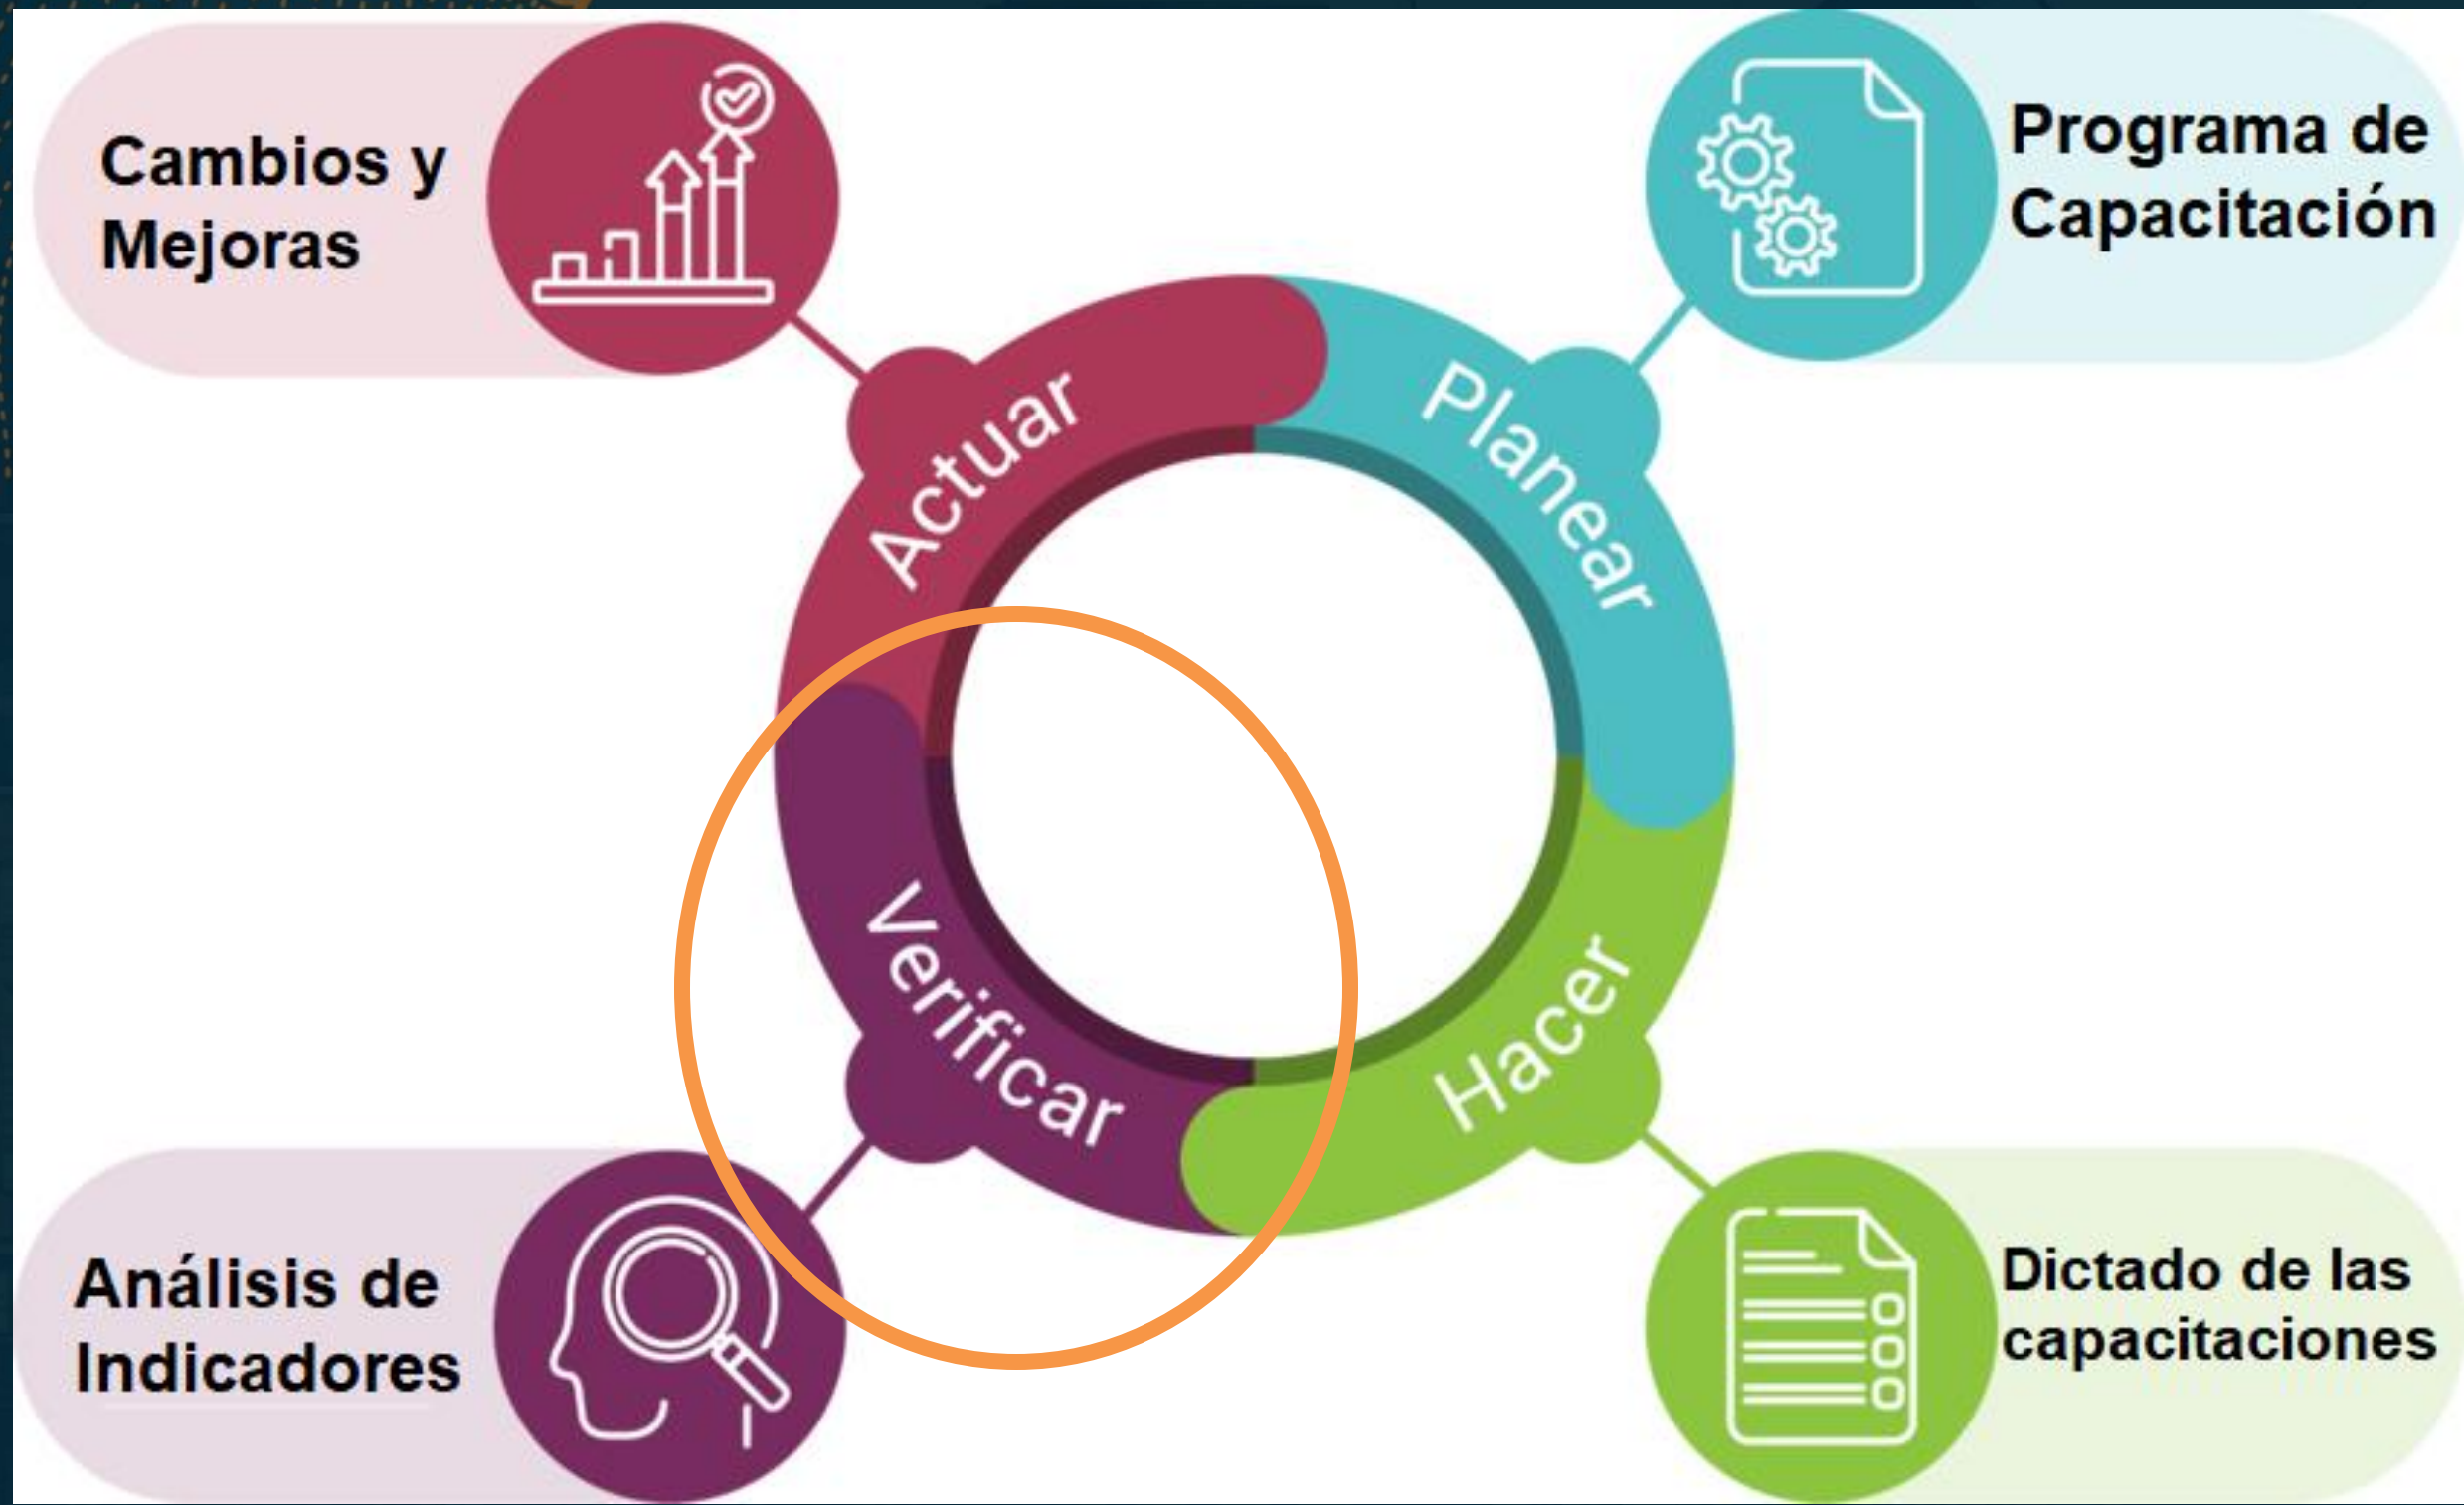 Cambios y
Mejoras
Programa de
Capacitación
Actuar
Planear
Verificar
Hacer
Análisis de
Indicadores
Dictado de las
capacitaciones